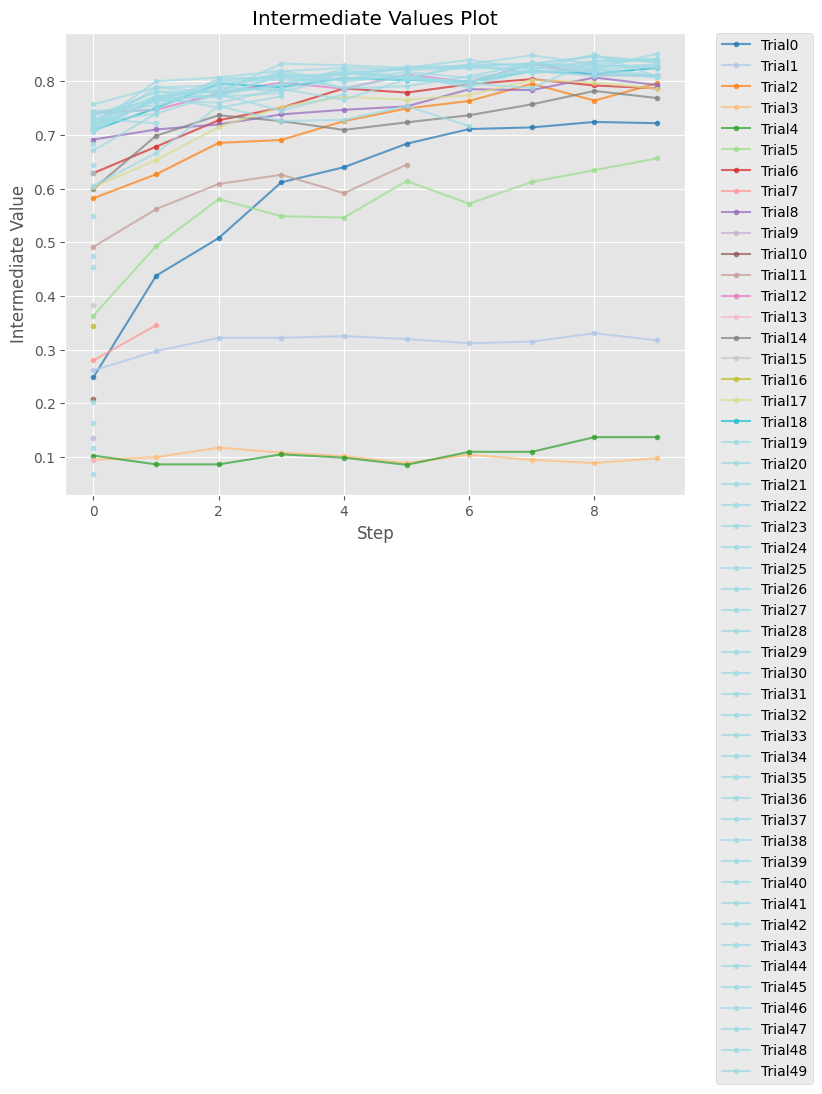 Intermediate Values Plot
Intermediate Value
0.8
0.7
0.6
0.5
0.4
0.3
0.2
0.1
0 2 4 6 8
Step
Trial0
Trial1
Trial2
Trial3
Trial4
Trial5
Trial6
Trial7
Trial8
Trial9
Trial10
Trial11
Trial12
Trial13
Trial14
Trial15
Trial16
Trial17
Trial18
Trial19
Trial20
Trial21
Trial22
Trial23
Trial24
Trial25
Trial26
Trial27
Trial28
Trial29
Trial30
Trial31
Trial32
Trial33
Trial34
Trial35
Trial36
Trial37
Trial38
Trial39
Trial40
Trial41
Trial42
Trial43
Trial44
Trial45
Trial46
Trial47
Trial48
Trial49